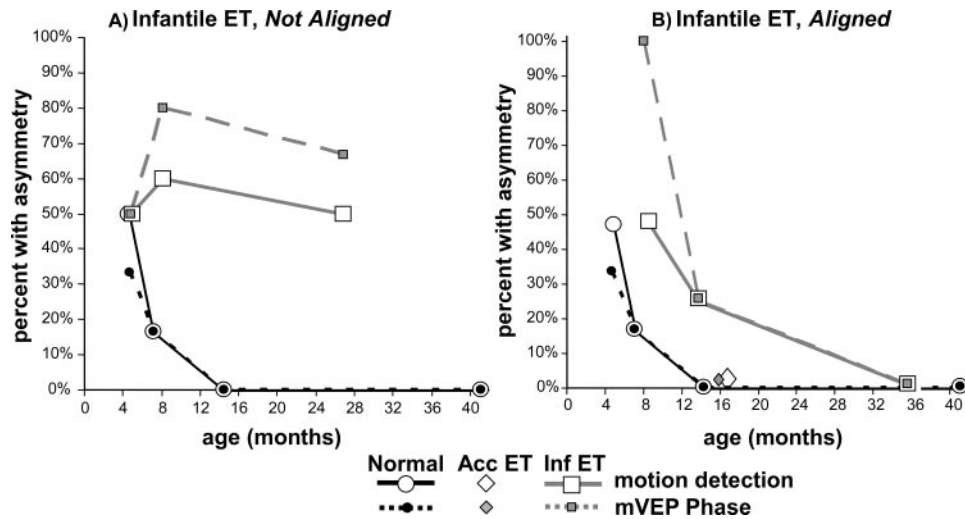 A) Infantile ET, Not Aligned
B) Infantile ET, Aligned
percent with asymmetry
100%
90%
80%
70%
60%
50%
40%
30%
20%
10%
0%
0 4 8 12 16 20 24 28 32 36 40
age (months)
percent with asymmetry
100%
90%
80%
70%
60%
50%
40%
30%
20%
10%
0%
0 4 8 12 16 20 24 28 32 36 40
age (months)
Normal Acc ET Inf ET
motion detection
mVEP Phase